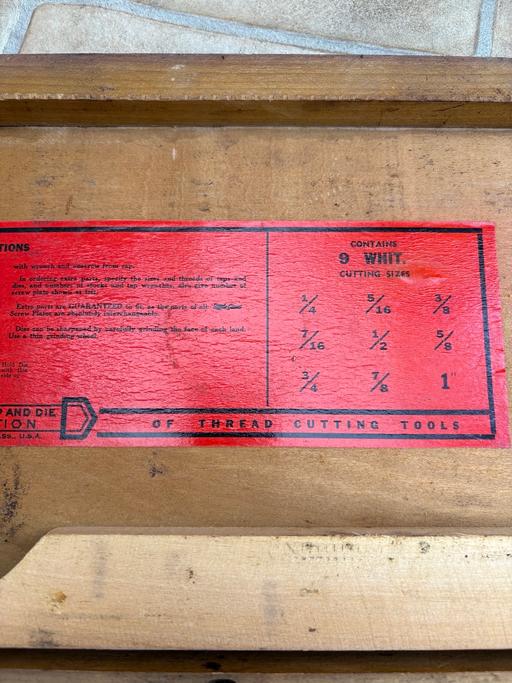 TIONS
with wrench and unscrew from cap.
In ordering extra parts, specify the sizes and threads of taps and
dies, and numbers of stocks and tap wrenches, also give number of
screw plate shown at left.
Extra parts are GUARANTEED to fit, as the parts of all
Screw Plates are absolutely interchangeable.
Dies can be sharpened by carefully grinding the face of each land.
Use a thin grinding wheel.
CONTAINS
9 WHIT.
CUTTING SIZES
1/4 5/16 3/8
7/16 1/2 5/8
3/4 7/8 1"
P AND DIE
TION
SS., U.S.A.
OF THREAD CUTTING TOOLS